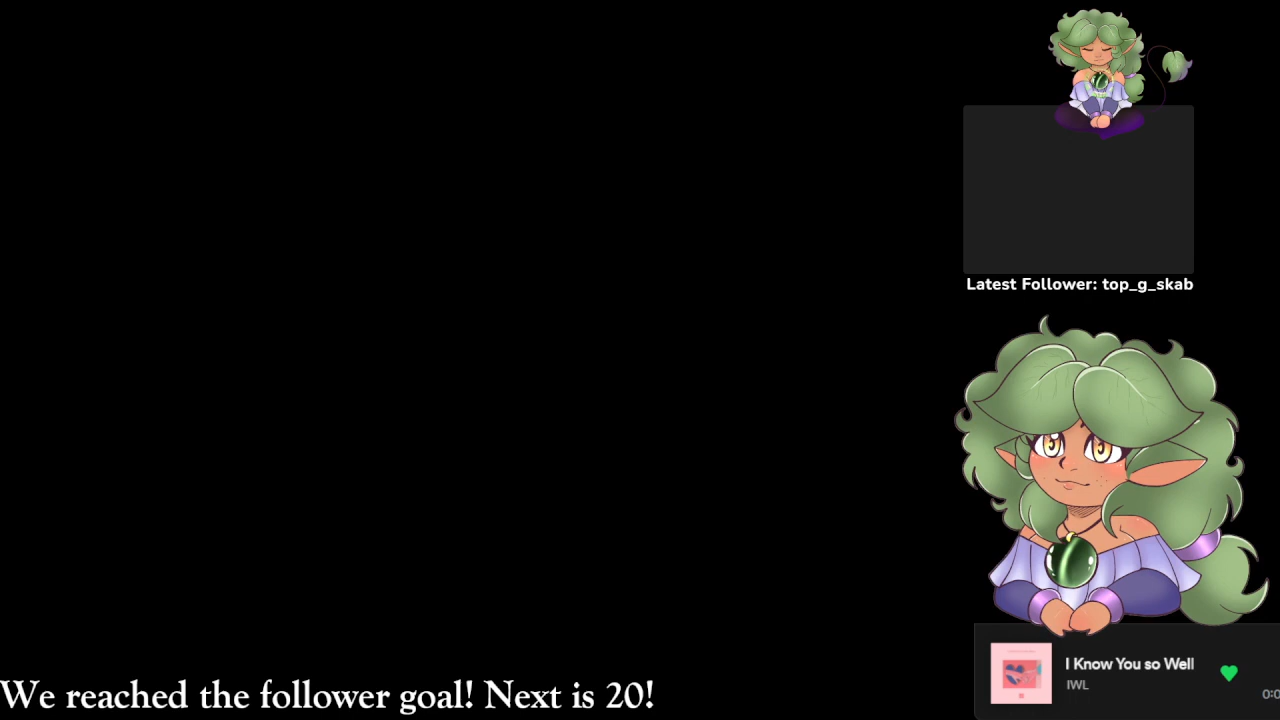 Latest Follower: top_g_skab
I Know You so Well
IWL
We reached the follower goal! Next is 20!